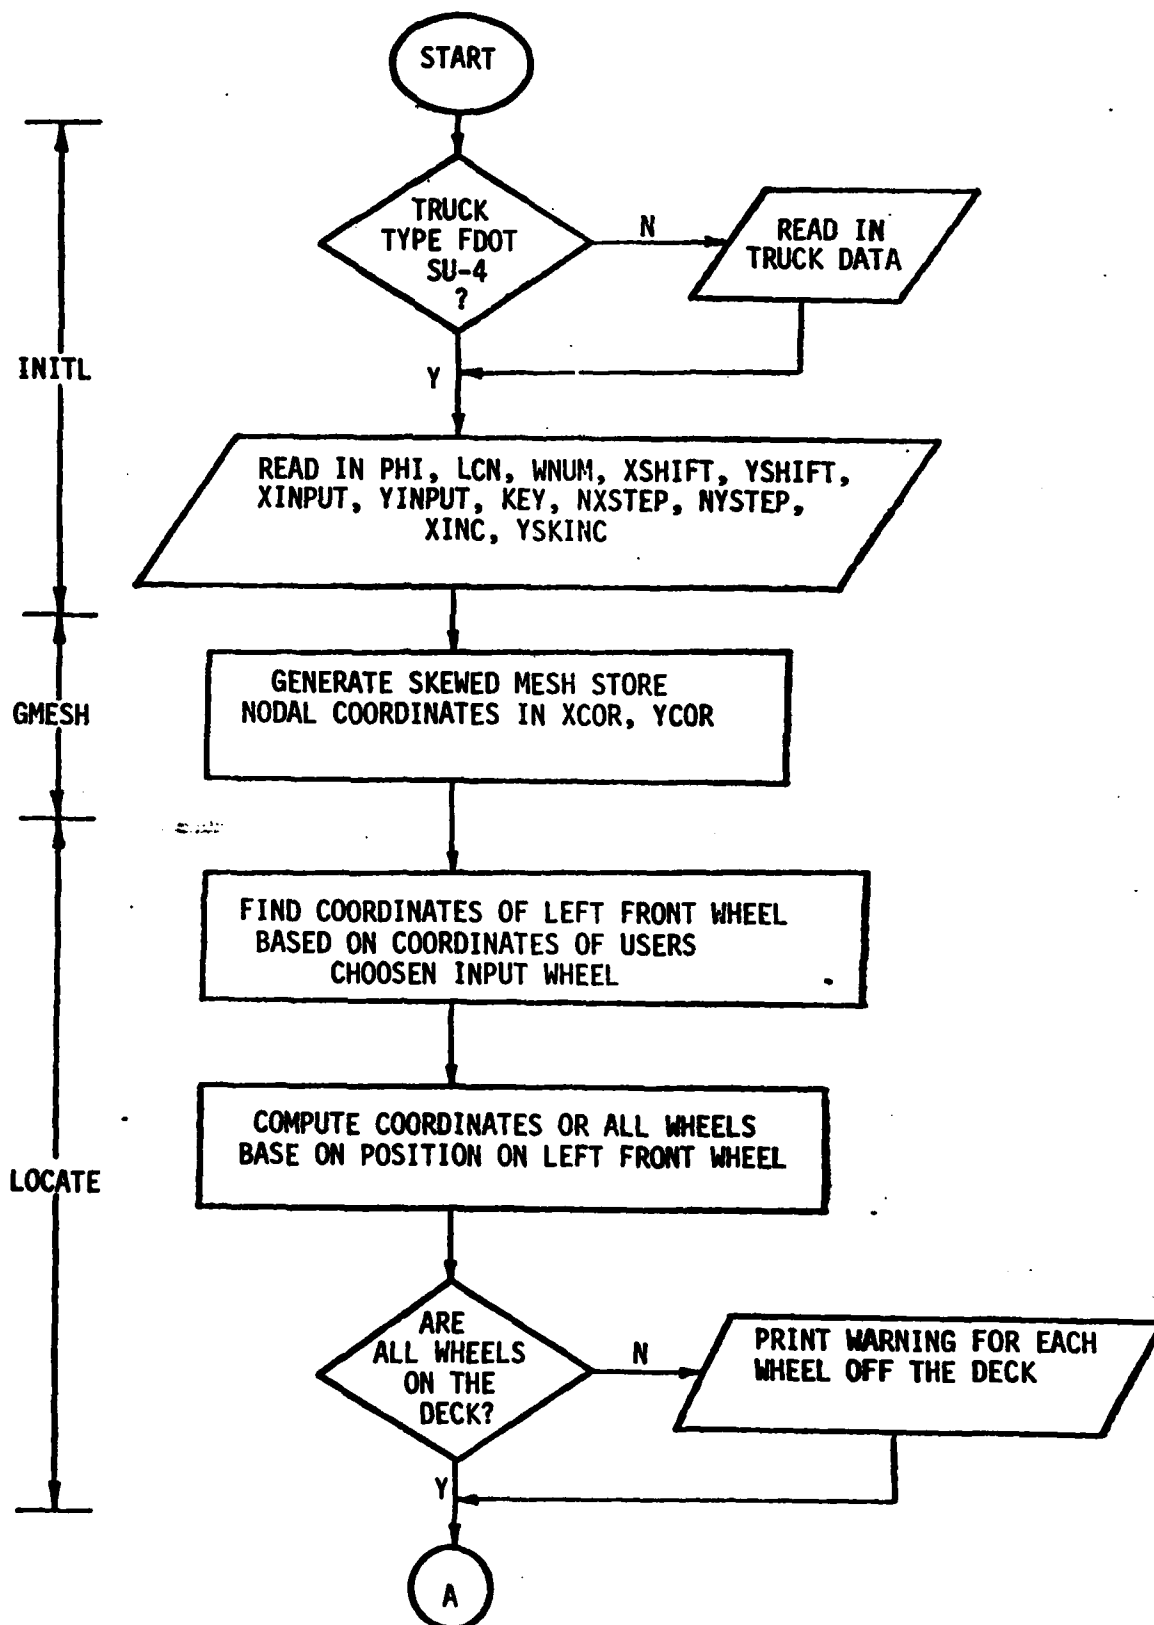 START
TRUCK
TYPE FDOT
SU-4
?
N
READ IN
TRUCK DATA
INITL
Y
READ IN PHI, LCN, WNUM, XSHIFT, YSHIFT,
XINPUT, YINPUT, KEY, NXSTEP, NYSTEP,
XINC, YSKINC
GENERATE SKEWED MESH STORE
NODAL COORDINATES IN XCOR, YCOR
GMESH
FIND COORDINATES OF LEFT FRONT WHEEL
BASED ON COORDINATES OF USERS
CHOOSEN INPUT WHEEL
COMPUTE COORDINATES OR ALL WHEELS
BASE ON POSITION ON LEFT FRONT WHEEL
LOCATE
ARE
ALL WHEELS
ON THE
DECK?
N
PRINT WARNING FOR EACH
WHEEL OFF THE DECK
Y
A